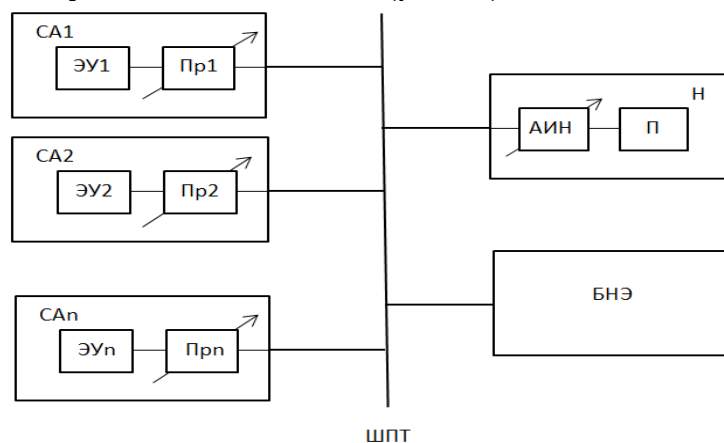 СА1
ЭУ1
Пр1
СА2
ЭУ2
Пр2
САn
ЭУn
Прn
Н
АИН
П
БНЭ
ШПТ